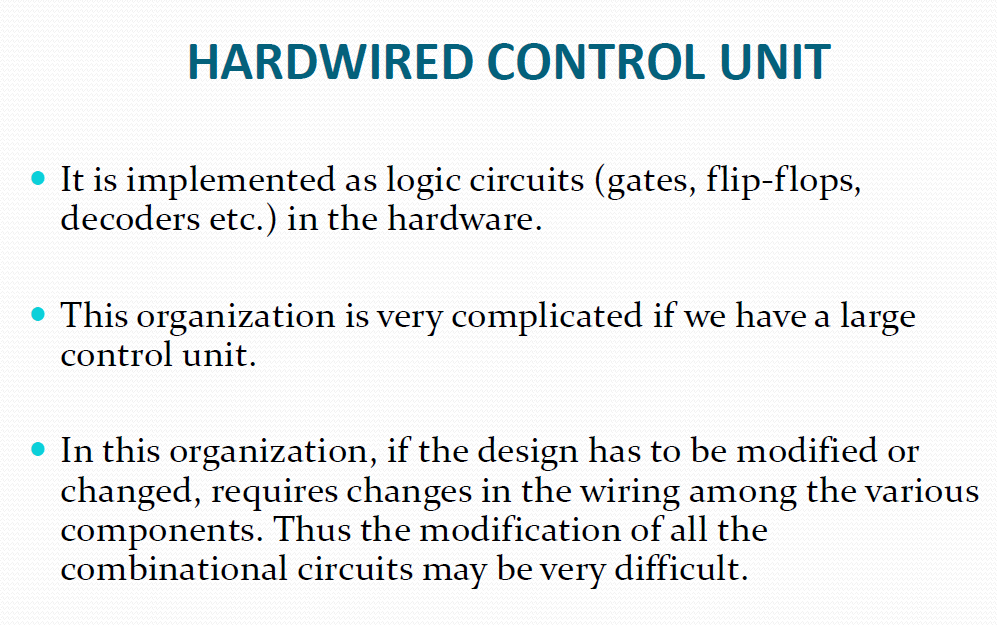 HARDWIRED CONTROL UNIT
It is implemented as logic circuits (gates, flip-flops,
decoders etc.) in the hardware.
This organization is very complicated if we have a large
control unit.
In this organization, if the design has to be modified or
changed, requires changes in the wiring among the various
components. Thus the modification of all the
combinational circuits may be very difficult.